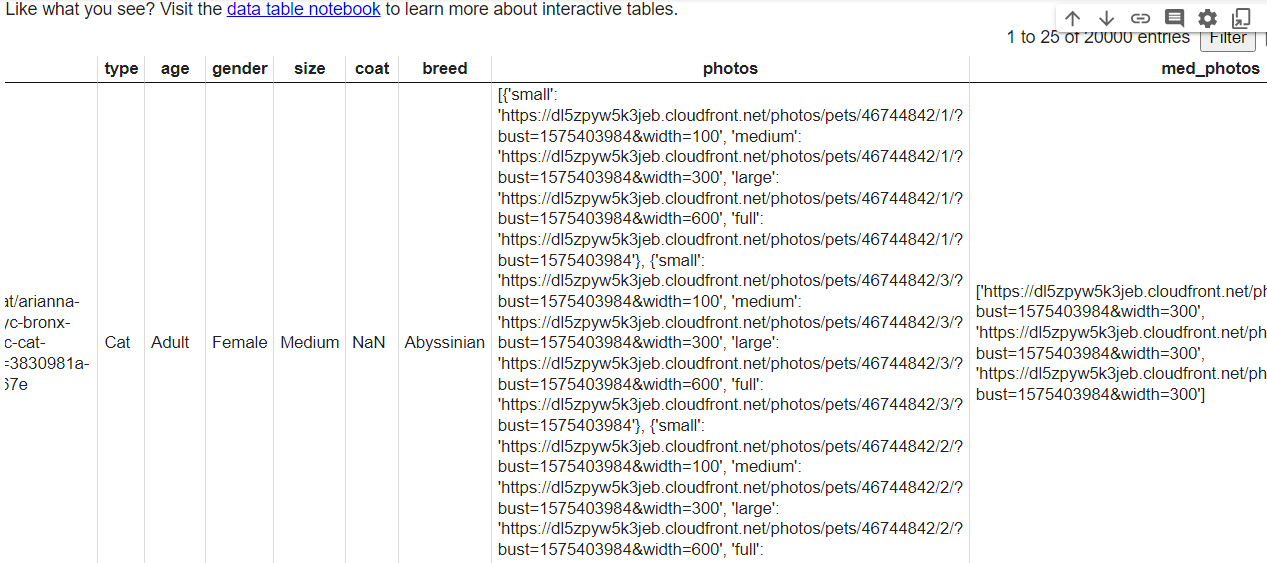 Like what you see? Visit the data table notebook to learn more about interactive tables.
1 to 25 of 20000 entries Filter
type age gender size coat breed photos med_photos
[{'small':
'https://dl5zpyw5k3jeb.cloudfront.net/photos/pets/46744842/1/?
bust=1575403984&width=100', 'medium':
'https://dl5zpyw5k3jeb.cloudfront.net/photos/pets/46744842/1/?
bust=1575403984&width=300', 'large':
'https://dl5zpyw5k3jeb.cloudfront.net/photos/pets/46744842/1/?
bust=1575403984&width=600', 'full':
'https://dl5zpyw5k3jeb.cloudfront.net/photos/pets/46744842/1/?
bust=1575403984'}, {'small':
'https://dl5zpyw5k3jeb.cloudfront.net/photos/pets/46744842/3/?
bust=1575403984&width=100', 'medium':
'https://dl5zpyw5k3jeb.cloudfront.net/photos/pets/46744842/3/?
bust=1575403984&width=300', 'large':
'https://dl5zpyw5k3jeb.cloudfront.net/photos/pets/46744842/3/?
bust=1575403984&width=600', 'full':
'https://dl5zpyw5k3jeb.cloudfront.net/photos/pets/46744842/3/?
bust=1575403984'}, {'small':
'https://dl5zpyw5k3jeb.cloudfront.net/photos/pets/46744842/2/?
bust=1575403984&width=100', 'medium':
'https://dl5zpyw5k3jeb.cloudfront.net/photos/pets/46744842/2/?
bust=1575403984&width=300', 'large':
'https://dl5zpyw5k3jeb.cloudfront.net/photos/pets/46744842/2/?
bust=1575403984&width=600', 'full':
at/arianna-
yc-bronx-
c-cat-
=3830981a-
67e
Cat Adult Female Medium NaN Abyssinian
['https://dl5zpyw5k3jeb.cloudfront.net/ph
bust=1575403984&width=300',
'https://dl5zpyw5k3jeb.cloudfront.net/ph
bust=1575403984&width=300',
'https://dl5zpyw5k3jeb.cloudfront.net/ph
bust=1575403984&width=300']